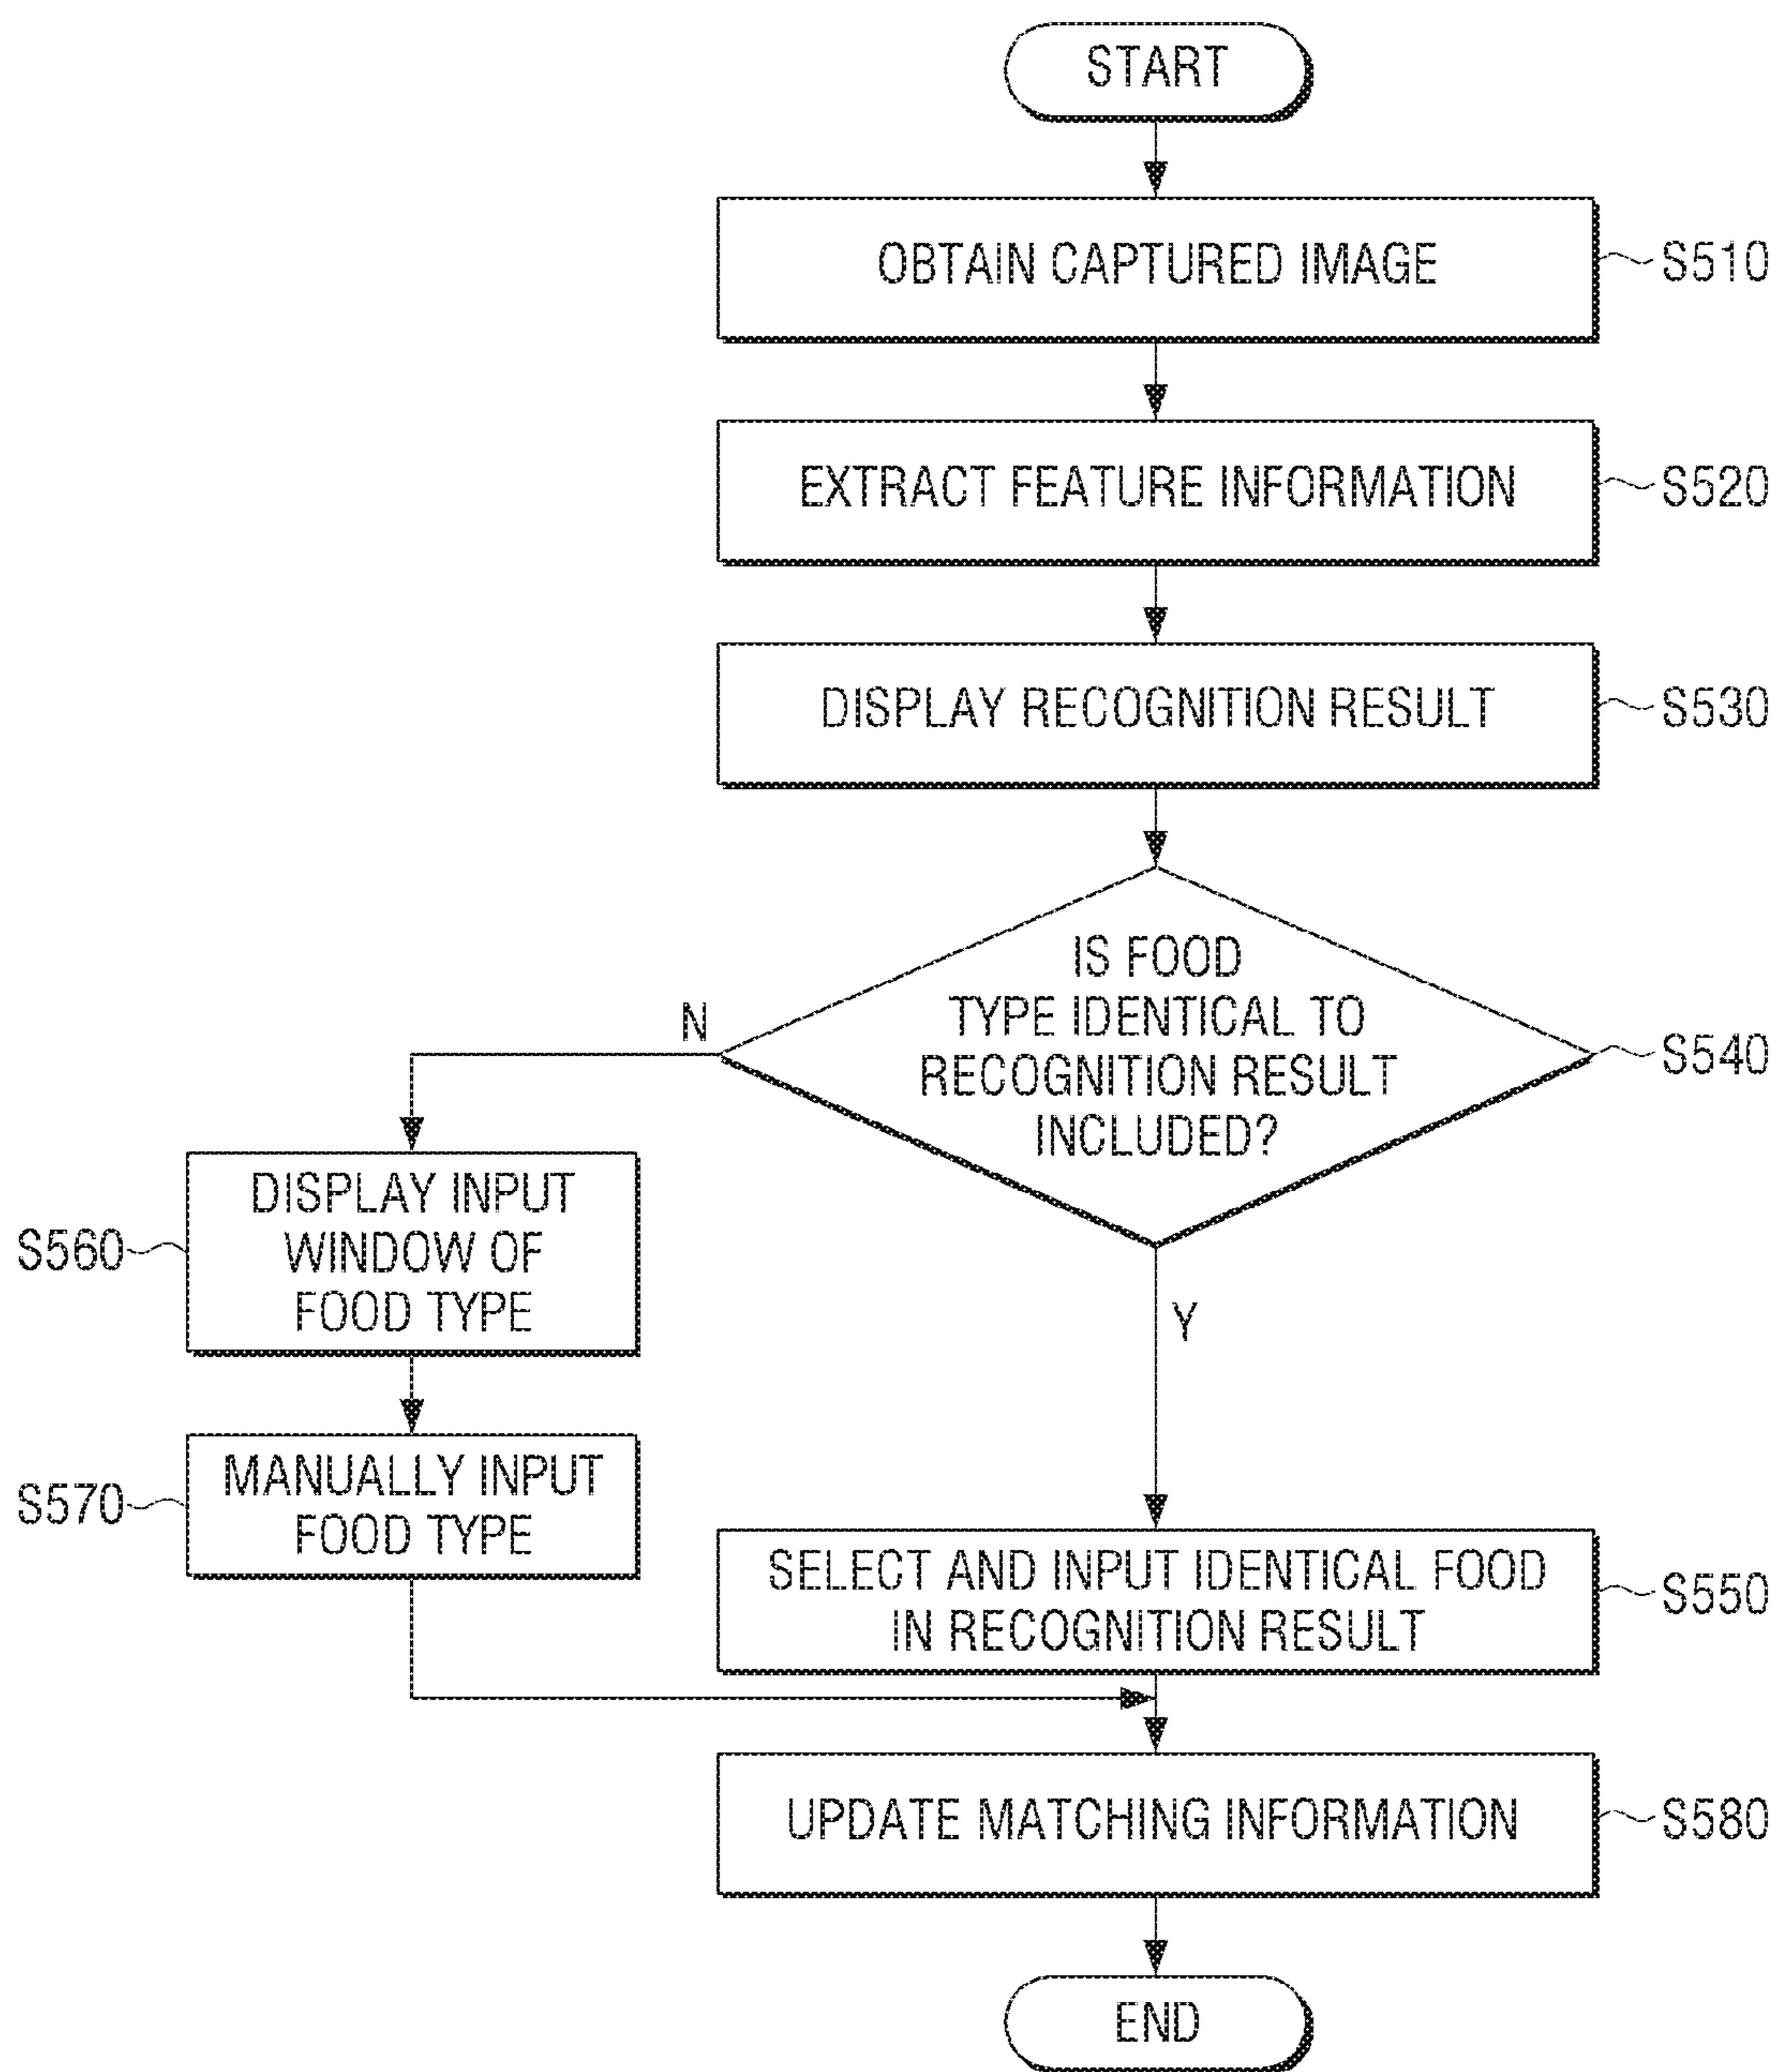 START
OBTAIN CAPTURED IMAGE
S510
EXTRACT FEATURE INFORMATION
S520
DISPLAY RECOGNITION RESULT
S530
IS FOOD
TYPE IDENTICAL TO
RECOGNITION RESULT
INCLUDED?
S540
N
Y
DISPLAY INPUT
WINDOW OF
FOOD TYPE
S560
MANUALLY INPUT
FOOD TYPE
S570
SELECT AND INPUT IDENTICAL FOOD
IN RECOGNITION RESULT
S550
UPDATE MATCHING INFORMATION
S580
END